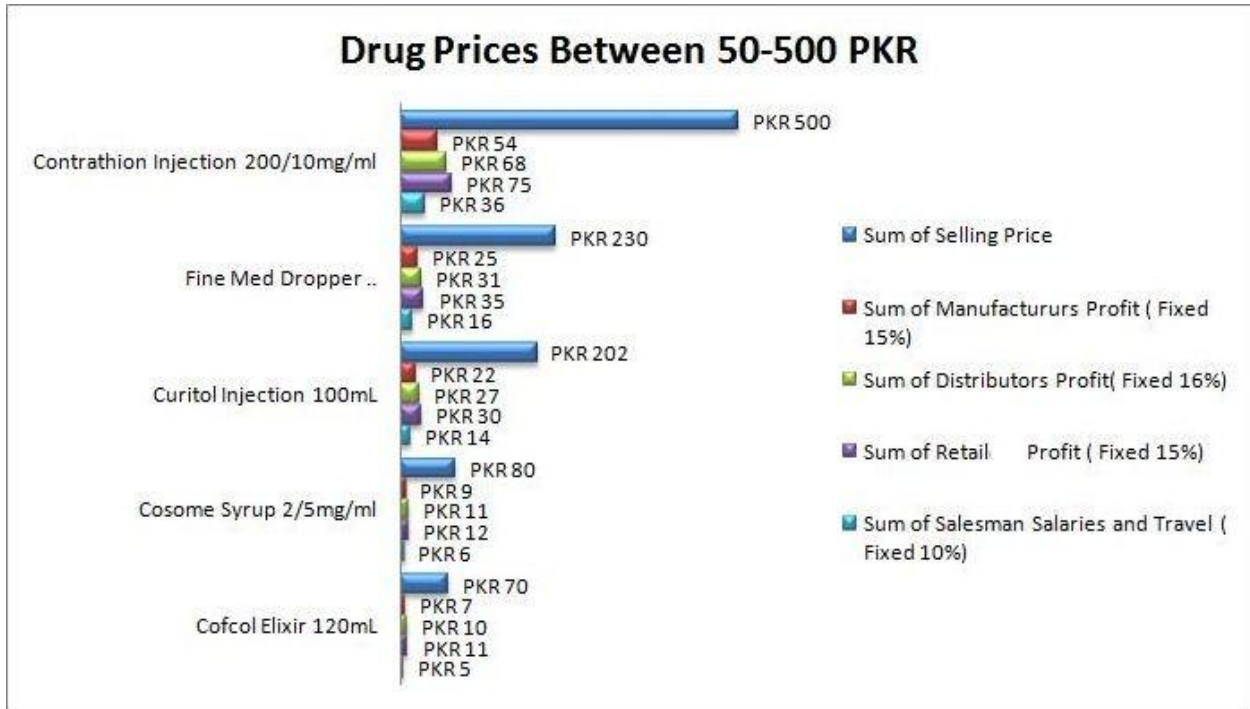 Drug Prices Between 50-500 PKR
Contrathion Injection 200/10mg/ml
PKR 500
PKR 54
PKR 68
PKR 75
PKR 36
Fine Med Dropper ..
PKR 230
PKR 25
PKR 31
PKR 35
PKR 16
Curitol Injection 100mL
PKR 202
PKR 22
PKR 27
PKR 30
PKR 14
Cosome Syrup 2/5mg/ml
PKR 80
PKR 9
PKR 11
PKR 12
PKR 6
Cofcol Elixir 120mL
PKR 70
PKR 7
PKR 10
PKR 11
PKR 5
Sum of Selling Price
Sum of Manufactururs Profit ( Fixed
15%)
Sum of Distributors Profit( Fixed 16%)
Sum of Retail Profit ( Fixed 15%)
Sum of Salesman Salaries and Travel (
Fixed 10%)